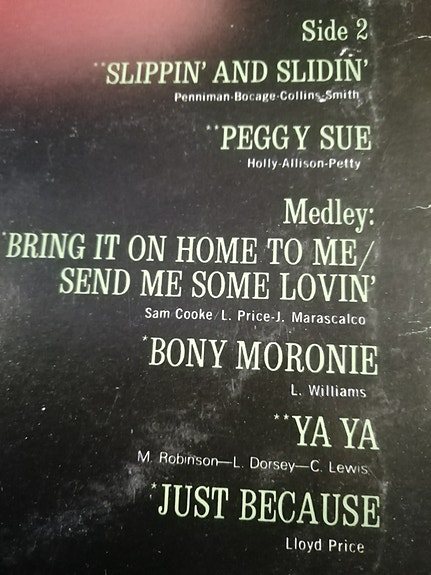 Side 2
**SLIPPIN' AND SLIDIN'
Penniman-Bocage-Collins-Smith
**PEGGY SUE
Holly-Allison-Petty
Medley:
*BRING IT ON HOME TO ME/
SEND ME SOME LOVIN'
Sam Cooke/L. Price-J. Marascalco
*BONY MORONIE
L. Williams
**YA YA
M. Robinson—L. Dorsey—C. Lewis
*JUST BECAUSE
Lloyd Price